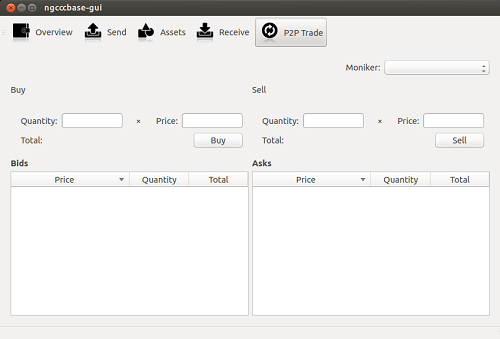 ngcccbase-gui
Overview Send Assets Receive P2P Trade
Moniker:
Buy Sell
Quantity: × Price: Quantity: × Price:
Total: Buy Total: Sell
Bids Asks
Price Quantity Total Price Quantity Total